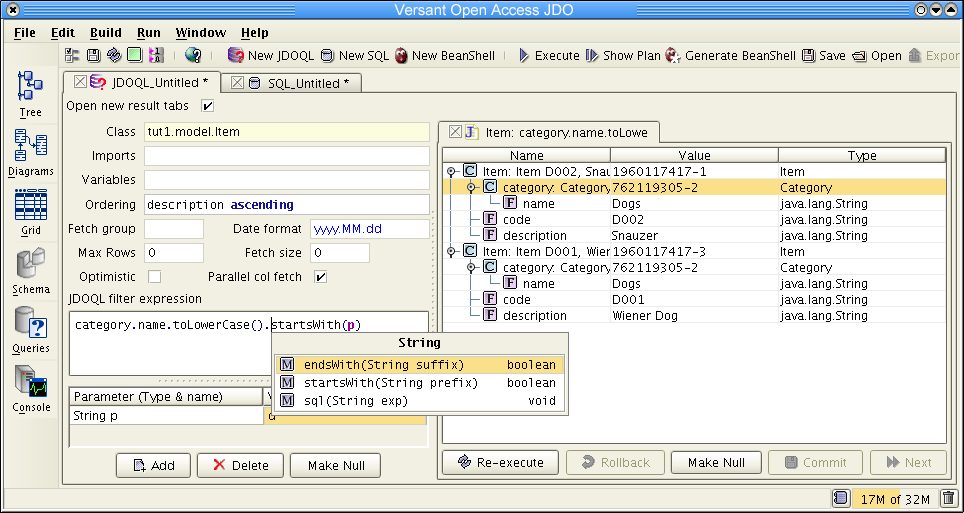 Versant Open Access JDO
File Edit Build Run Window Help
New JDOQL New SQL New BeanShell Execute Show Plan Generate BeanShell Save Open Expor
Tree
Diagrams
Grid
Schema
Queries
Console
JDOQL_Untitled * SQL_Untitled *
Open new result tabs
Class tut1.model.Item
Imports
Variables
Ordering description ascending
Fetch group Date format yyyy.MM.dd
Max Rows 0 Fetch size 0
Optimistic Parallel col fetch
JDOQL filter expression
category.name.toLowerCase().startsWith(p)
String
endsWith(String suffix) boolean
startsWith(String prefix) boolean
sql(String exp) void
Parameter (Type & name) V
String p d
Add Delete Make Null
Item: category.name.toLowe
Name Value Type
Item: Item D002, Snau 1960117417-1 Item
category: Category 762119305-2 Category
name Dogs java.lang.String
code D002 java.lang.String
description Snauzer java.lang.String
Item: Item D001, Wien 1960117417-3 Item
category: Category 762119305-2 Category
name Dogs java.lang.String
code D001 java.lang.String
description Wiener Dog java.lang.String
Re-execute Rollback Make Null Commit Next
17M of 32M